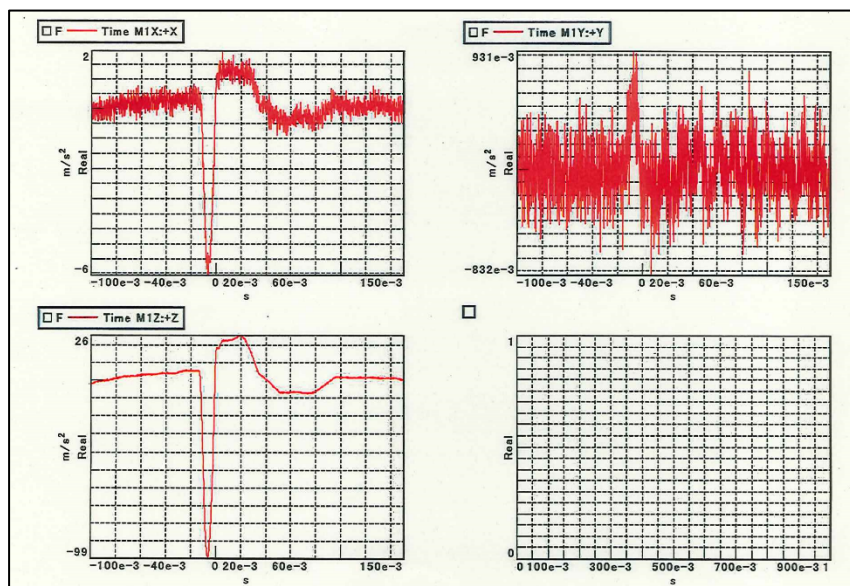 F Time M1X:+X
2
m/s²
Real
-6
-100e-3 -40e-3 0 20e-3 60e-3 150e-3
s
F Time M1Y:+Y
931e-3
m/s²
Real
-832e-3
-100e-3 -40e-3 0 20e-3 60e-3 150e-3
s
F Time M1Z:+Z
26
m/s²
Real
-99
-100e-3 -40e-3 0 20e-3 60e-3 150e-3
s
1
Real
0
0 100e-3 300e-3 500e-3 700e-3 900e-3 1
s